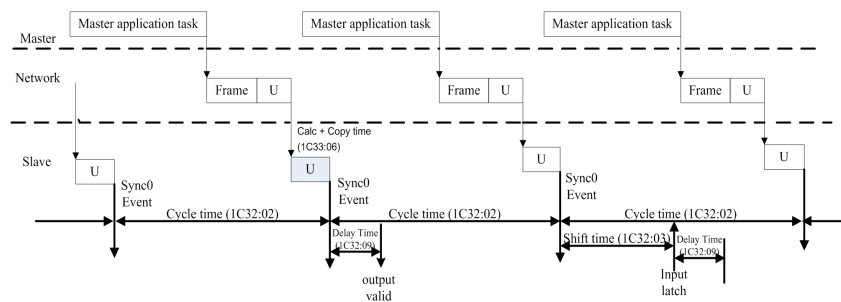 Master application task
Master application task
Master application task
Master
Network
Frame
U
Frame
U
Frame
U
Calc + Copy time
(1C33:06)
Slave
U
U
U
U
Sync0
Event
Sync0
Event
Sync0
Event
Cycle time (1C32:02)
Cycle time (1C32:02)
Cycle time (1C32:02)
Delay Time
(1C32:09)
Shift time (1C32:03)
Delay Time
(1C32:09)
output
valid
Input
latch